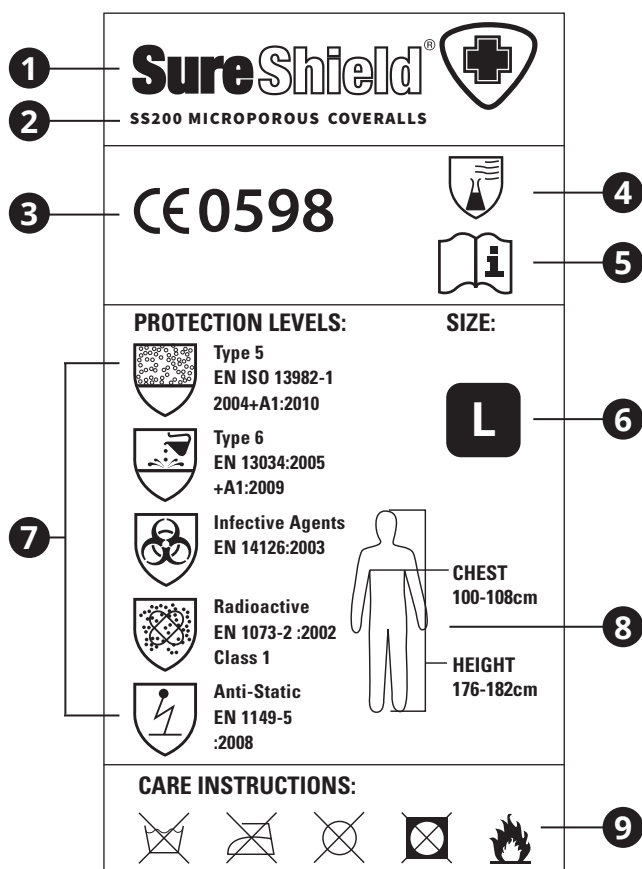 1
SureShield®
2
SS200 MICROPOROUS COVERALLS
3
CE 0598
4
i
5
PROTECTION LEVELS:
SIZE:
Type 5
EN ISO 13982-1
2004+A1:2010
L
6
Type 6
EN 13034:2005
+A1:2009
7
Infective Agents
EN 14126:2003
CHEST
100-108cm
8
Radioactive
EN 1073-2 :2002
Class 1
HEIGHT
176-182cm
Anti-Static
EN 1149-5
:2008
CARE INSTRUCTIONS:
9